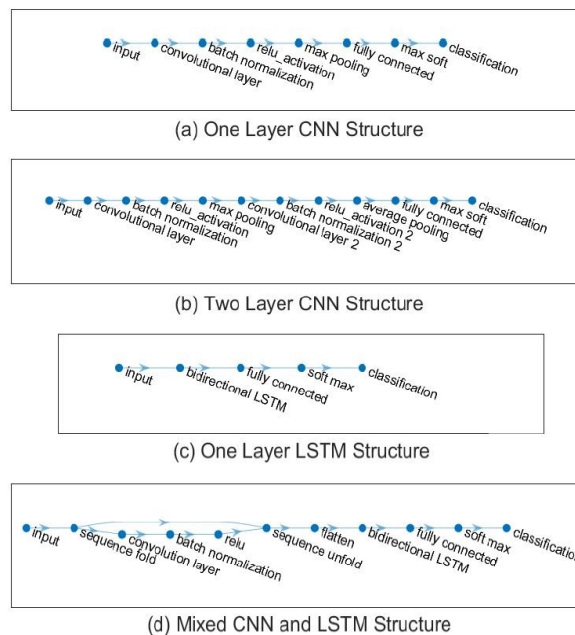 input
convolutional layer
batch normalization
relu_activation
max pooling
fully connected
max soft
classification
(a) One Layer CNN Structure
input
convolutional layer
batch normalization
relu_activation
max pooling
convolutional layer 2
batch normalization 2
relu_activation 2
average pooling
fully connected
max soft
classification
(b) Two Layer CNN Structure
input
bidirectional LSTM
fully connected
soft max
classification
(c) One Layer LSTM Structure
input
sequence fold
convolution layer
batch normalization
relu
sequence unfold
flatten
bidirectional LSTM
fully connected
soft max
classification
(d) Mixed CNN and LSTM Structure